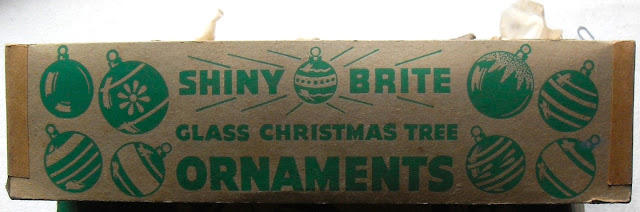 SHINY BRITE
GLASS CHRISTMAS TREE
ORNAMENTS